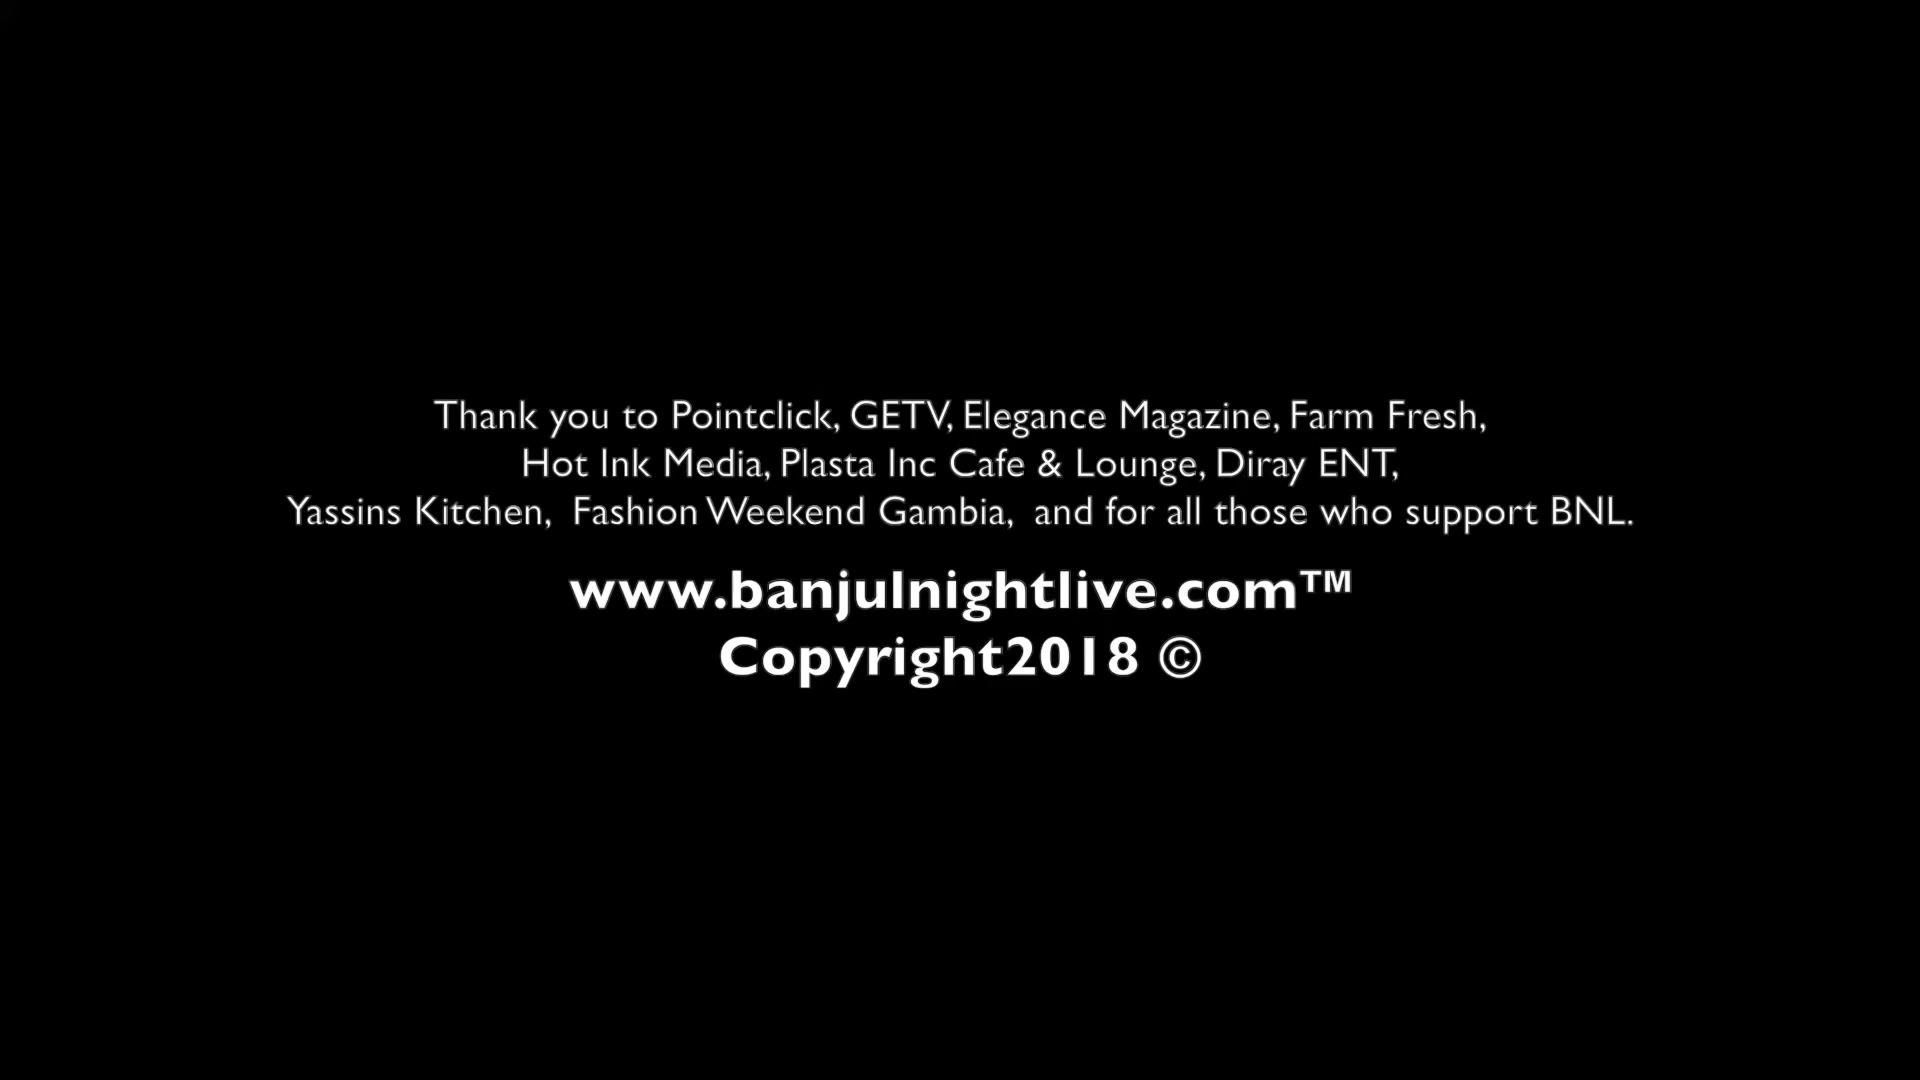 Thank you to Pointclick, GETV, Elegance Magazine, Farm Fresh,
Hot Ink Media, Plasta Inc Cafe & Lounge, Diray ENT,
Yassins Kitchen,  Fashion Weekend Gambia,  and for all those who support BNL.
www.banjulnightlive.com™
Copyright2018 ©